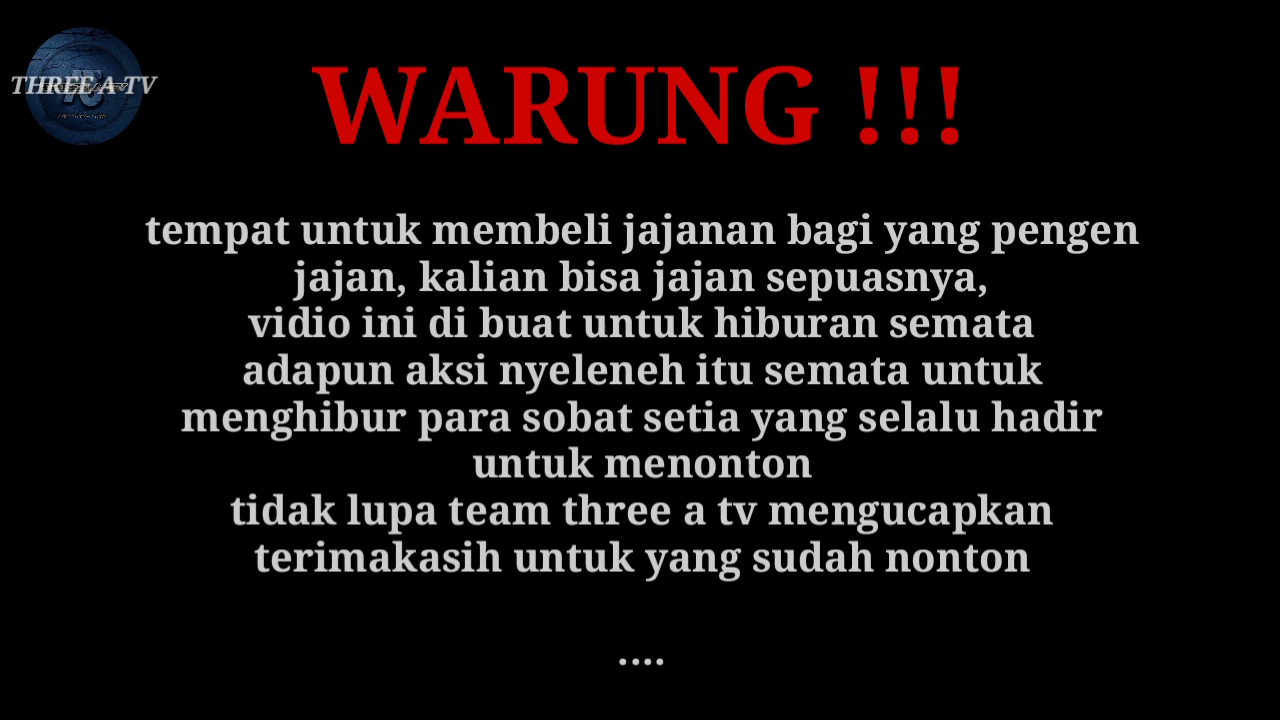 THREE A TV
WARUNG !!!
tempat untuk membeli jajanan bagi yang pengen
jajan, kalian bisa jajan sepuasnya,
vidio ini di buat untuk hiburan semata
adapun aksi nyeleneh itu semata untuk
menghibur para sobat setia yang selalu hadir
untuk menonton
tidak lupa team three a tv mengucapkan
terimakasih untuk yang sudah nonton
....